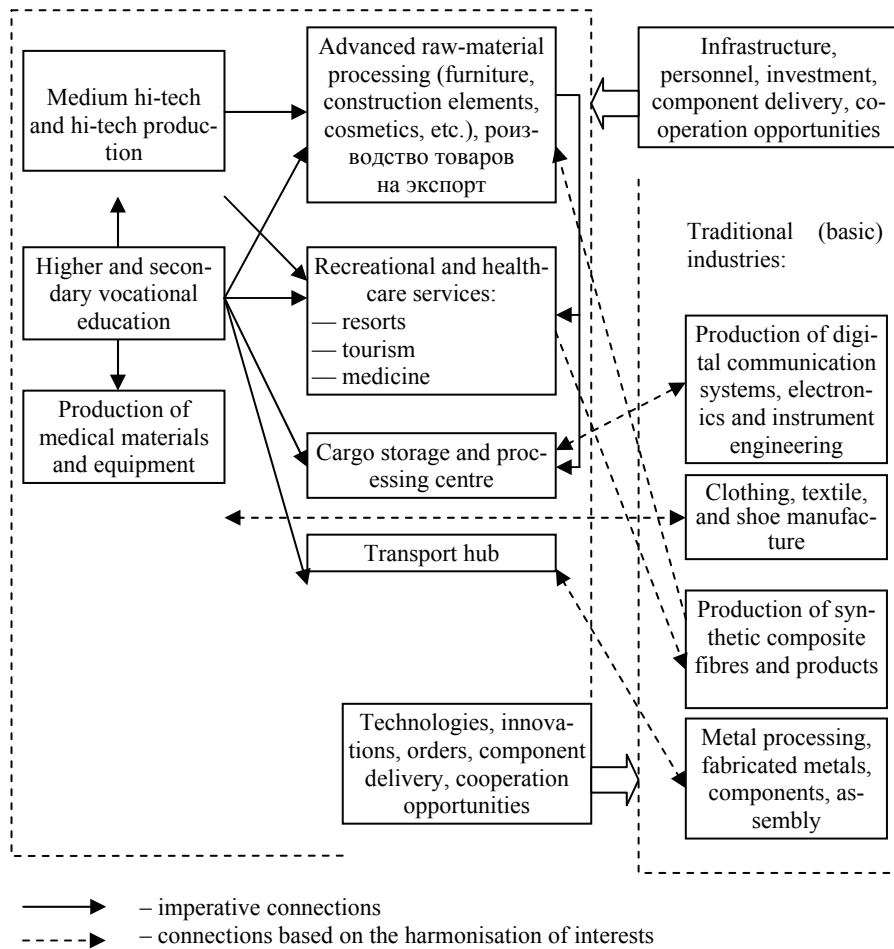 Medium hi-tech
and hi-tech produc-
tion
Higher and secon-
dary vocational
education
Production of
medical materials
and equipment
Advanced raw-material
processing (furniture,
construction elements,
cosmetics, etc.), роиз-
водство товаров
на экспорт
Recreational and health-
care services:
— resorts
— tourism
— medicine
Cargo storage and pro-
cessing centre
Transport hub
Technologies, innova-
tions, orders, component
delivery, cooperation
opportunities
Infrastructure,
personnel, investment,
component delivery, co-
operation opportunities
Traditional (basic)
industries:
Production of digi-
tal communication
systems, electron-
ics and instrument
engineering
Clothing, textile,
and shoe manufac-
ture
Production of syn-
thetic composite
fibres and products
Metal processing,
fabricated metals,
components, as-
sembly
– imperative connections
– connections based on the harmonisation of interests